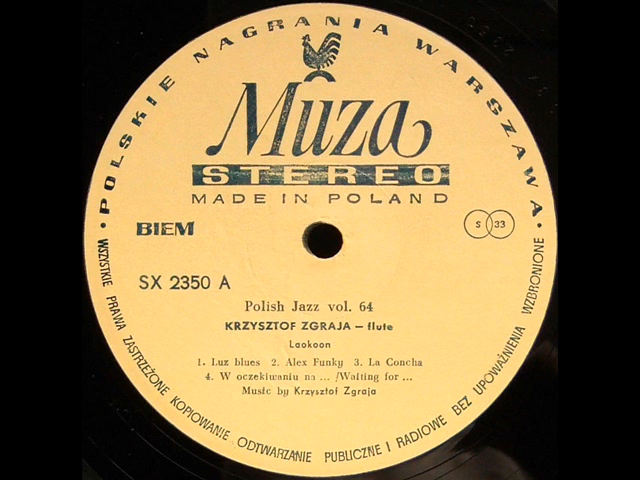 • POLSKIE NAGRANIA WARSZAWA •
Muza
STEREO
MADE IN POLAND
BIEM
S 33
SX 2350 A
Polish Jazz vol. 64
KRZYSZTOF ZGRAJA – flute
Laokoon
1. Luz blues 2. Alex Funky 3. La Concha
4. W oczekiwaniu na ... /Waiting for ...
Music by Krzysztof Zgraja
WSZYSTKIE PRAWA ZASTRZEŻONE KOPIOWANIE ODTWARZANIE PUBLICZNE I RADIOWE BEZ UPOWAŻNIENIA WZBRONIONE